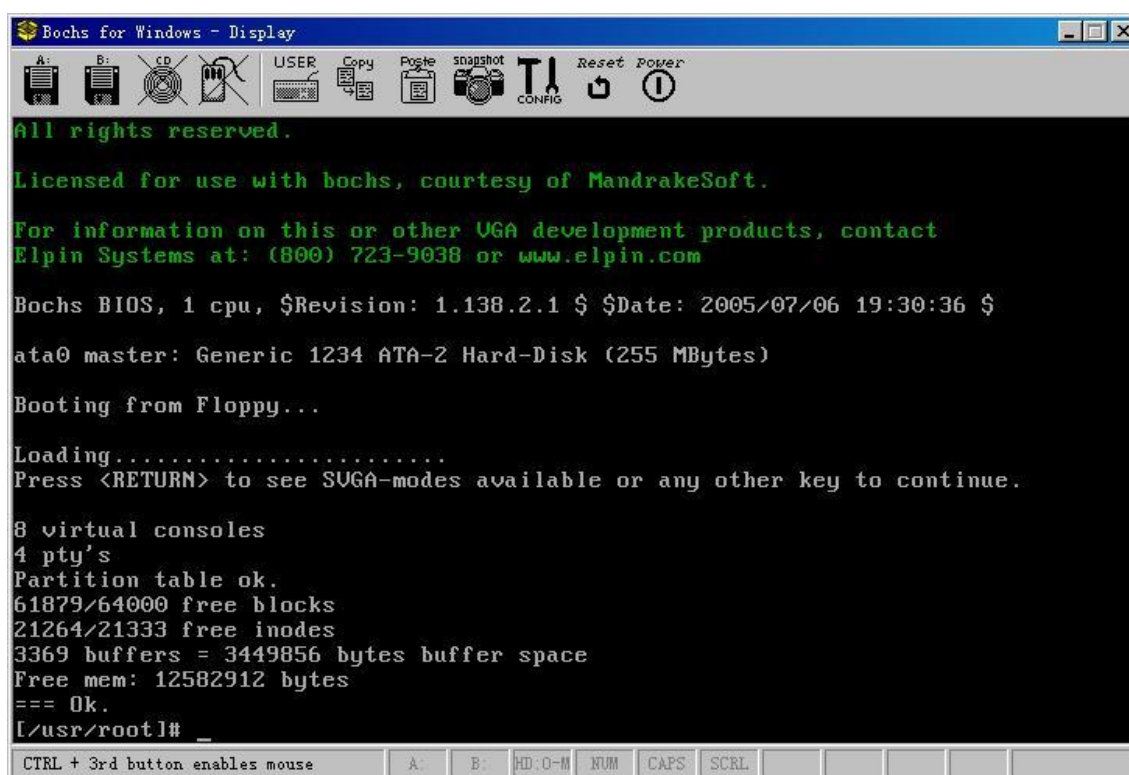 Bochs for Windows - Display
A: B: CD USER Copy Paste snapshot CONFIG Reset Power
All rights reserved.
Licensed for use with bochs, courtesy of MandrakeSoft.
For information on this or other VGA development products, contact
Elpin Systems at: (800) 723-9038 or www.elpin.com
Bochs BIOS, 1 cpu, $Revision: 1.138.2.1 $ $Date: 2005/07/06 19:30:36 $
ata0 master: Generic 1234 ATA-2 Hard-Disk (255 MBytes)
Booting from Floppy...
Loading.........................
Press <RETURN> to see SVGA-modes available or any other key to continue.
8 virtual consoles
4 pty's
Partition table ok.
61879/64000 free blocks
21264/21333 free inodes
3369 buffers = 3449856 bytes buffer space
Free mem: 12582912 bytes
=== Ok.
[/usr/root]# _
CTRL + 3rd button enables mouse A: B: HD:0-M NUM CAPS SCRL